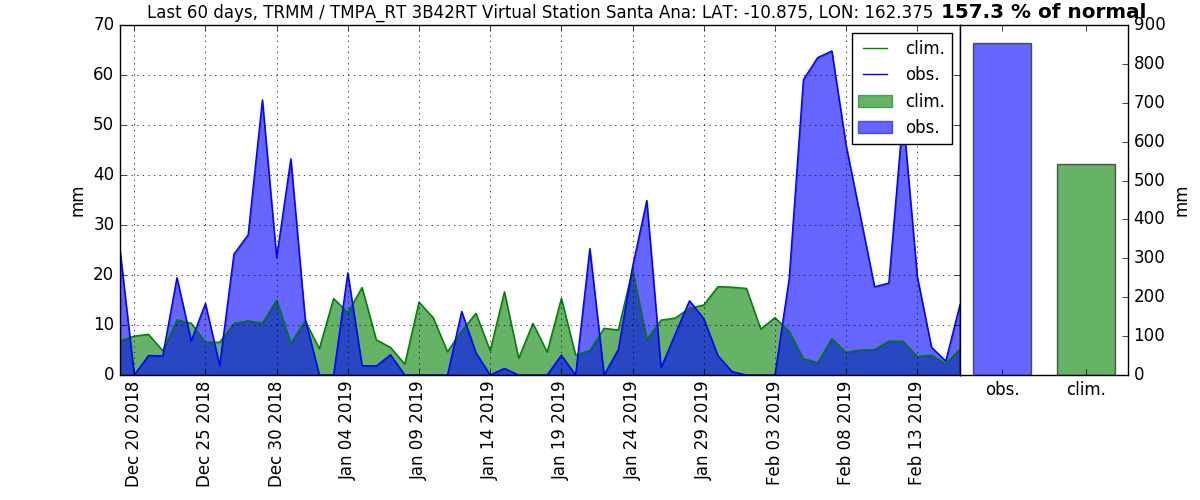 Last 60 days, TRMM / TMPA_RT 3B42RT Virtual Station Santa Ana: LAT: -10.875, LON: 162.375 157.3 % of normal
70
60
50
40
30
20
10
0
mm
clim.
obs.
clim.
obs.
Dec 20 2018
Dec 25 2018
Dec 30 2018
Jan 04 2019
Jan 09 2019
Jan 14 2019
Jan 19 2019
Jan 24 2019
Jan 29 2019
Feb 03 2019
Feb 08 2019
Feb 13 2019
obs.
clim.
900
800
700
600
500
400
300
200
100
0
mm